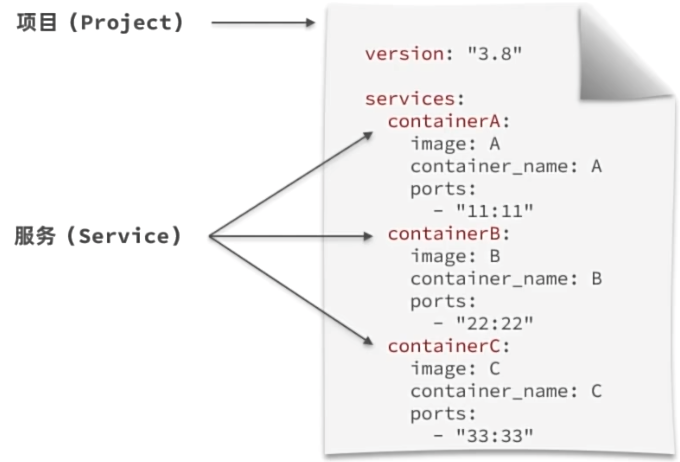 项目 (Project)
version: "3.8"
services:
containerA:
image: A
container_name: A
ports:
- "11:11"
服务 (Service)
containerB:
image: B
container_name: B
ports:
- "22:22"
containerC:
image: C
container_name: C
ports:
- "33:33"